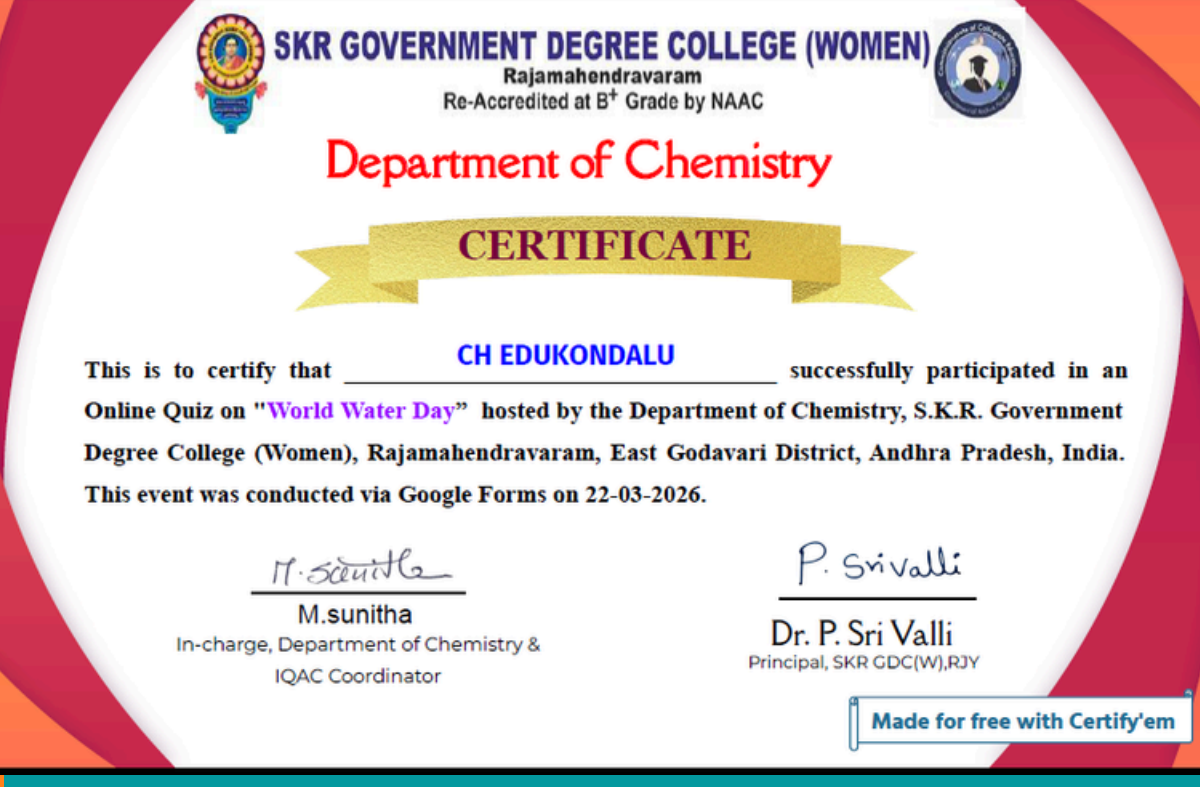 SKR GOVERNMENT DEGREE COLLEGE (WOMEN)
Rajamahendravaram
Re-Accredited at B+ Grade by NAAC
Department of Chemistry
CERTIFICATE
This is to certify that CH EDUKONDALU successfully participated in an
Online Quiz on "World Water Day” hosted by the Department of Chemistry, S.K.R. Government
Degree College (Women), Rajamahendravaram, East Godavari District, Andhra Pradesh, India.
This event was conducted via Google Forms on 22-03-2026.
M. Sunitha
M.sunitha
In-charge, Department of Chemistry &
IQAC Coordinator
P. Srivalli
Dr. P. Sri Valli
Principal, SKR GDC(W),RJY
Made for free with Certify'em